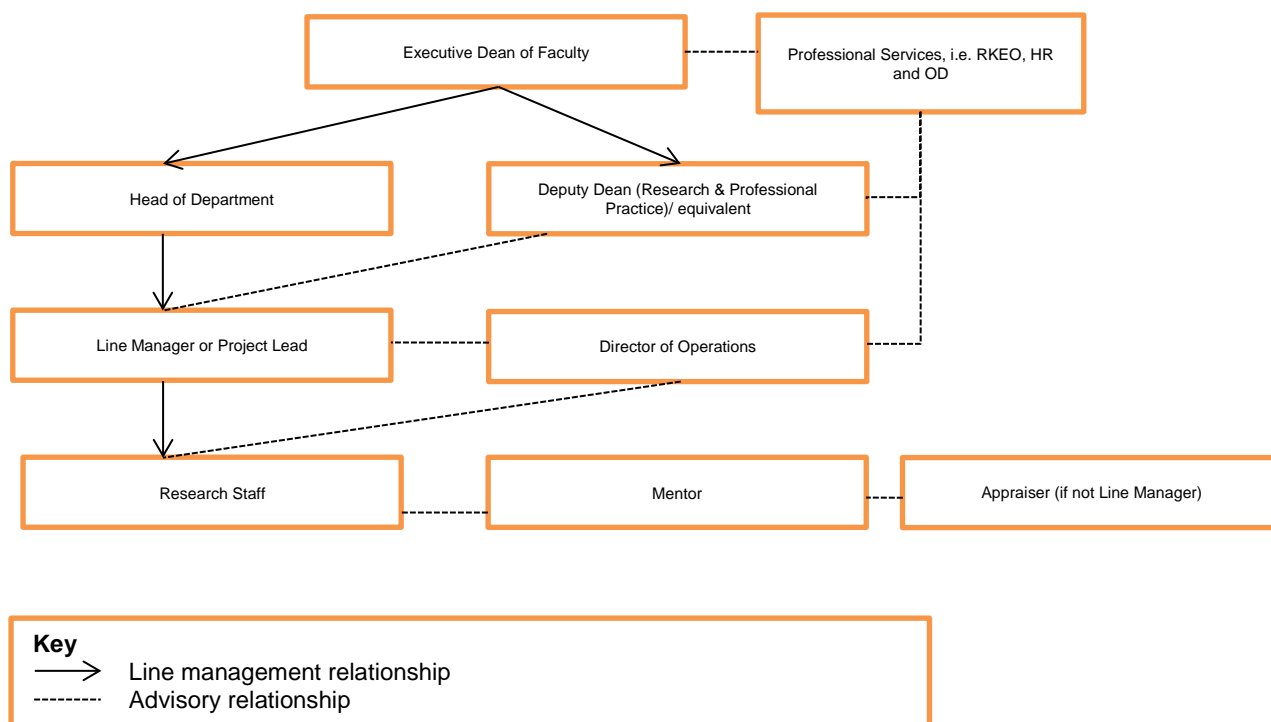 Executive Dean of Faculty
Professional Services, i.e. RKEO, HR
and OD
Head of Department
Deputy Dean (Research & Professional
Practice)/ equivalent
Line Manager or Project Lead
Director of Operations
Research Staff
Mentor
Appraiser (if not Line Manager)
Key
Line management relationship
Advisory relationship